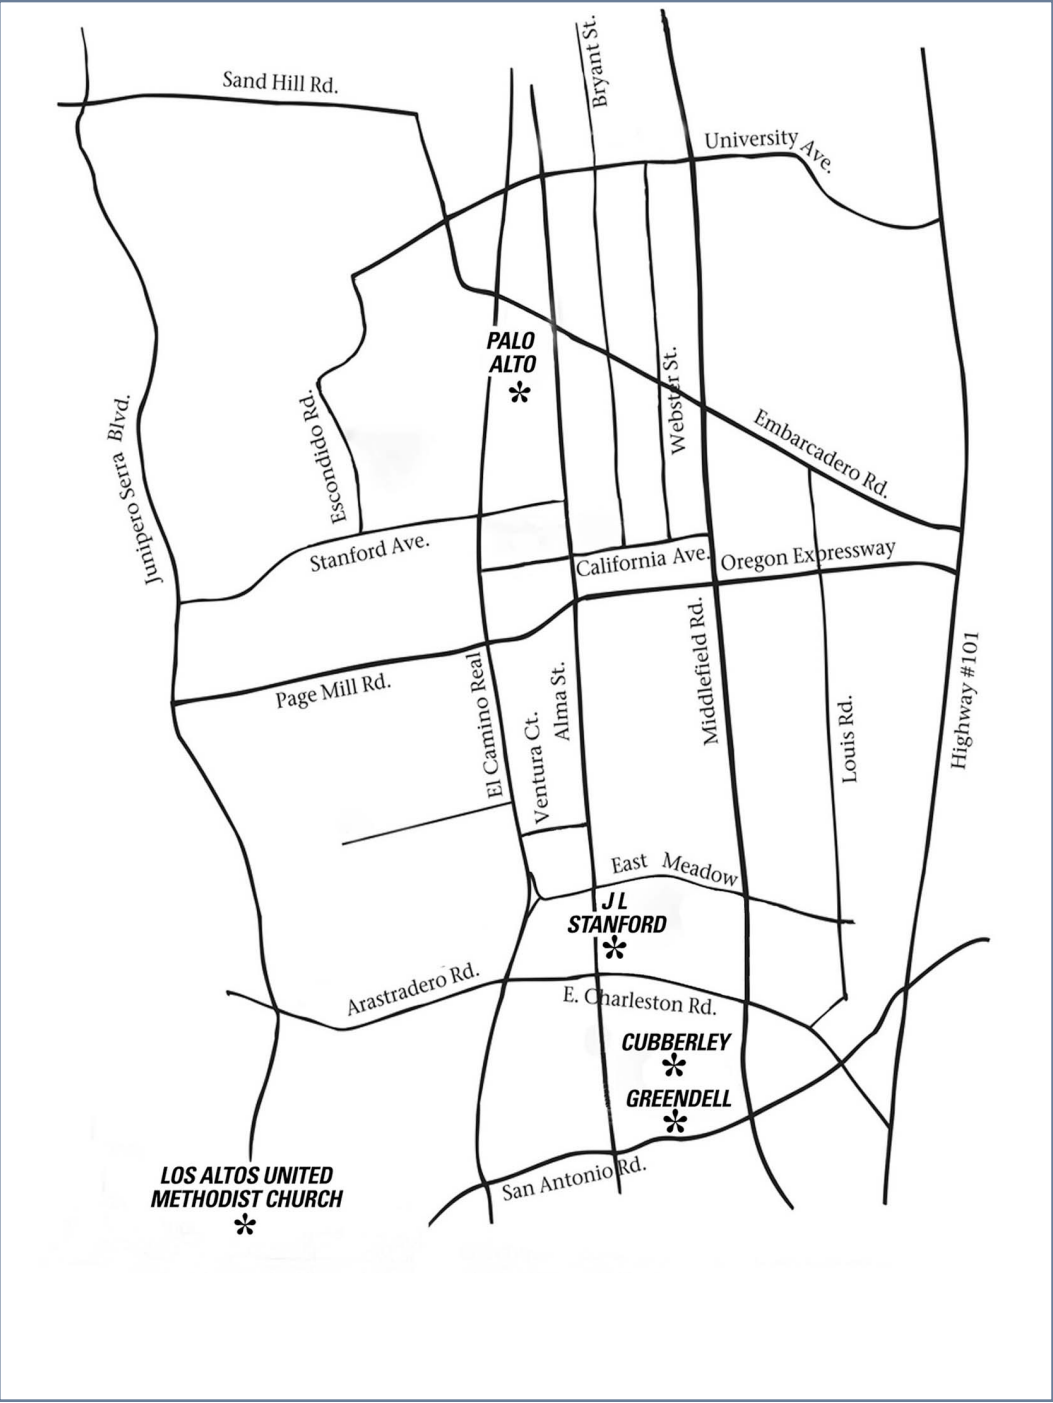 Bryant St.
Sand Hill Rd.
University Ave.
PALO
ALTO
*
Webster St.
Junipero Serra Blvd.
Escondido Rd.
Embarcadero Rd.
Stanford Ave.
California Ave.
Oregon Expressway
Page Mill Rd.
El Camino Real
Ventura Ct.
Alma St.
Middlefield Rd.
Louis Rd.
Highway #101
East Meadow
J L
STANFORD
*
Arastradero Rd.
E. Charleston Rd.
CUBBERLEY
*
GREENDELL
*
San Antonio Rd.
LOS ALTOS UNITED
METHODIST CHURCH
*